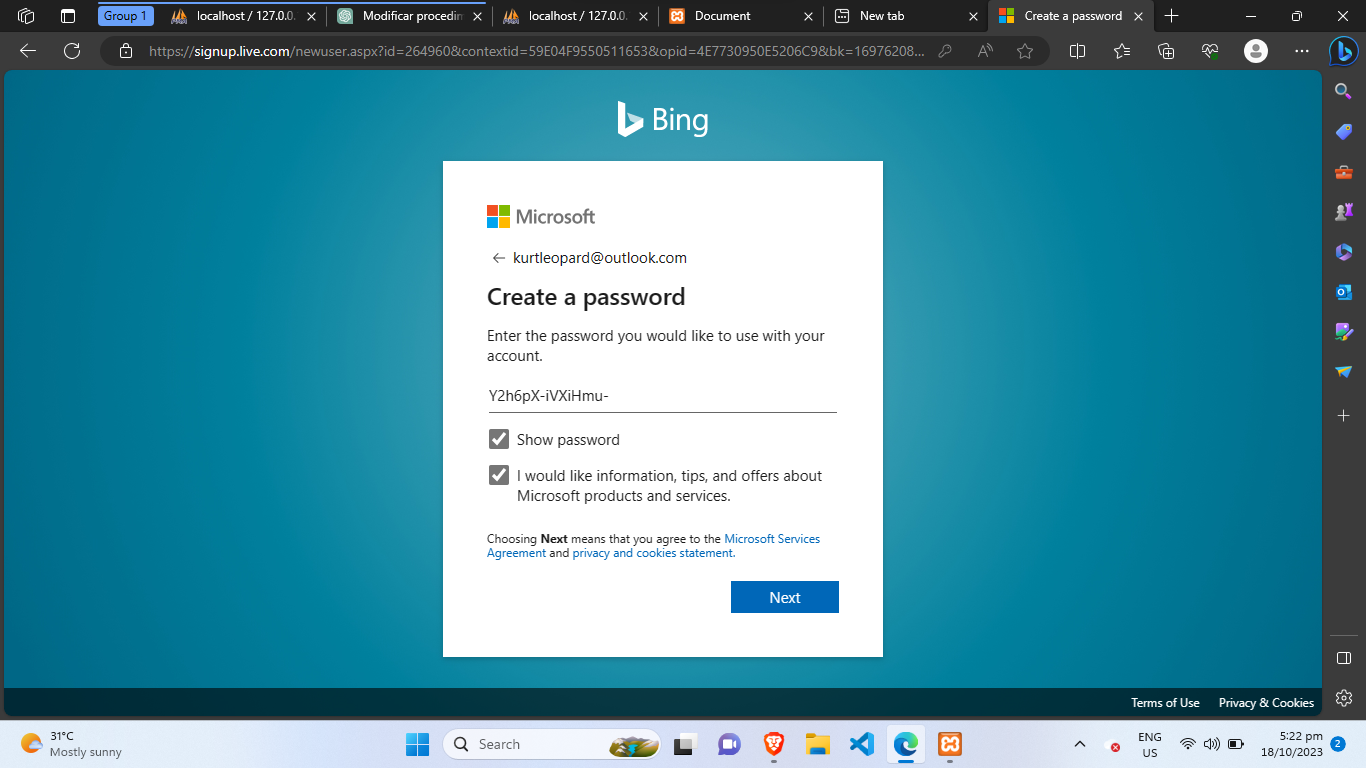 Group 1
localhost / 127.0.0.
Modificar procedim
localhost / 127.0.0.
Document
New tab
Create a password
https://signup.live.com/newuser.aspx?id=264960&contextid=59E04F9550511653&opid=4E7730950E5206C9&bk=16976208...
Bing
Microsoft
kurtleopard@outlook.com
Create a password
Enter the password you would like to use with your
account.
Y2h6pX-iVXiHmu-
Show password
I would like information, tips, and offers about
Microsoft products and services.
Choosing Next means that you agree to the Microsoft Services
Agreement and privacy and cookies statement.
Next
Terms of Use Privacy & Cookies
31°C
Mostly sunny
Search
ENG
US
5:22 pm
18/10/2023
2